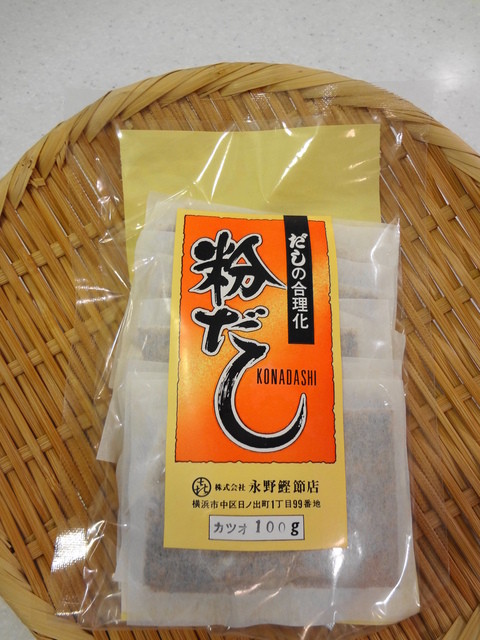 だしの合理化
粉だし
KONADASHI
株式会社 永野鰹節店
横浜市中区日ノ出町1丁目99番地
カツオ 100g